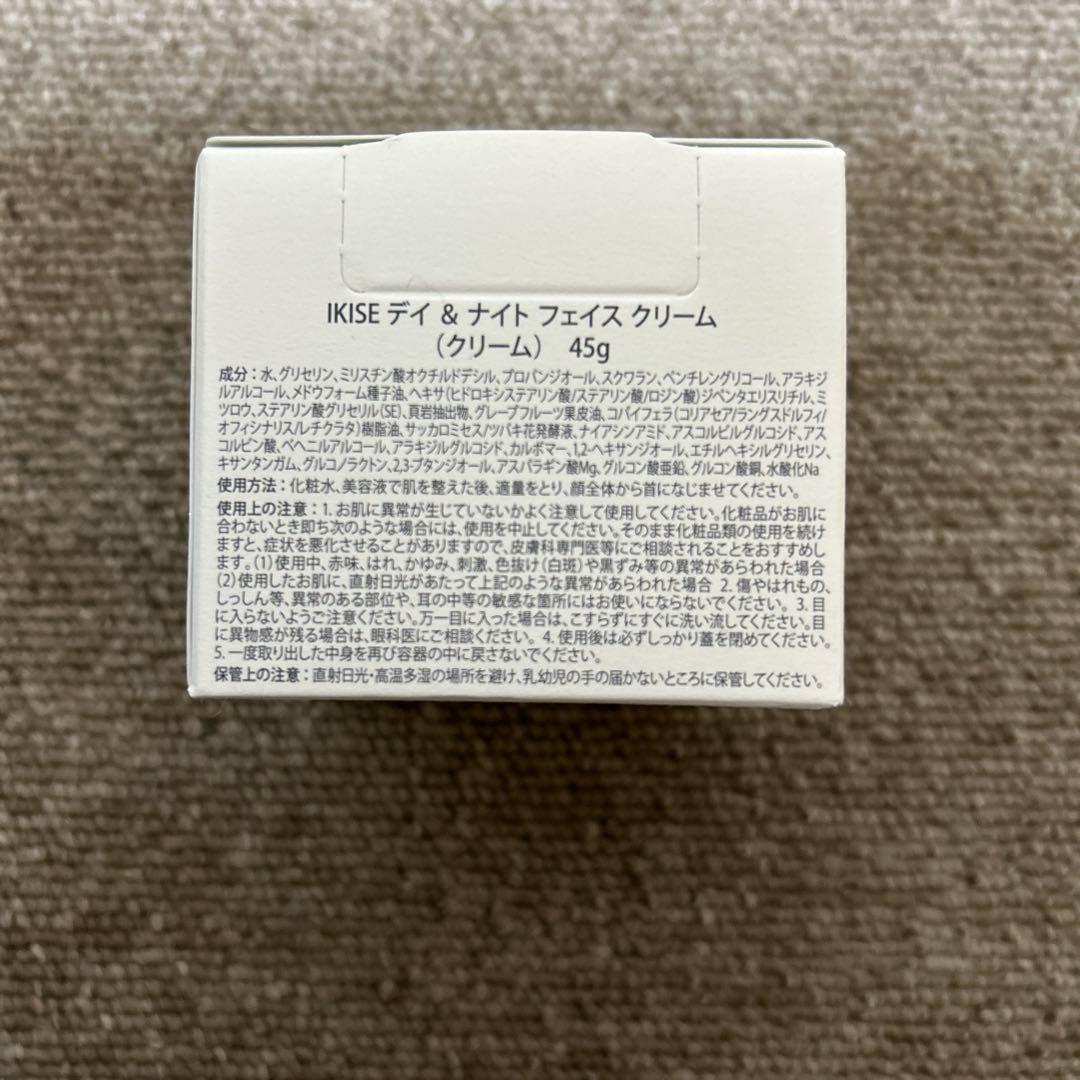 IKISE デイ & ナイト フェイス クリーム
（クリーム） 45g
成分：水、グリセリン、ミリスチン酸オクチルドデシル、プロパンジオール、スクワラン、ペンチレングリコール、アラキジ
ルアルコール、メドウフォーム種子油、ヘキサ（ヒドロキシステアリン酸/ステアリン酸/ロジン酸）ジペンタエリスリチル、ミ
ツロウ、ステアリン酸グリセリル（SE）、頁岩抽出物、グレープフルーツ果皮油、コパイフェラ（コリアセア/ラングスドルフィ/
オフィシナリス/レチクラタ）樹脂油、サッカロミセス/ツバキ花発酵液、ナイアシンアミド、アスコルビルグルコシド、アス
コルビン酸、ベヘニルアルコール、アラキジルグルコシド、カルボマー、1,2-ヘキサンジオール、エチルヘキシルグリセリン、
キサンタンガム、グルコノラクトン、2,3-ブタンジオール、アスパラギン酸Mg、グルコン酸亜鉛、グルコン酸銅、水酸化Na
使用方法：化粧水、美容液で肌を整えた後、適量をとり、顔全体から首になじませてください。
使用上の注意：1. お肌に異常が生じていないかよく注意して使用してください。化粧品がお肌に
合わないとき即ち次のような場合には、使用を中止してください。そのまま化粧品類の使用を続け
ますと、症状を悪化させることがありますので、皮膚科専門医等にご相談されることをおすすめし
ます。(1)使用中、赤味、はれ、かゆみ、刺激、色抜け（白斑）や黒ずみ等の異常があらわれた場合
(2)使用したお肌に、直射日光があたって上記のような異常があらわれた場合 2. 傷やはれもの、
しっしん等、異常のある部位や、耳の中等の敏感な箇所にはお使いにならないでください。 3. 目
に入らないようご注意ください。万一目に入った場合は、こすらずにすぐに洗い流してください。目
に異物感が残る場合は、眼科医にご相談ください。 4. 使用後は必ずしっかり蓋を閉めてください。
5. 一度取り出した中身を再び容器の中に戻さないでください。
保管上の注意：直射日光・高温多湿の場所を避け、乳幼児の手の届かないところに保管してください。